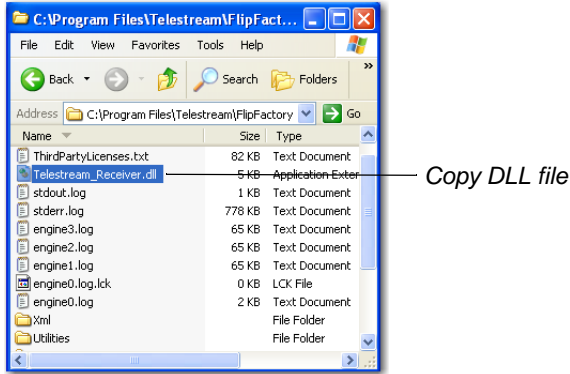 C:\Program Files\Telestream\FlipFact...
File Edit View Favorites Tools Help
Back Search Folders »
Address C:\Program Files\Telestream\FlipFactory Go
Name Size Type
ThirdPartyLicenses.txt 82 KB Text Document
Telestream_Receiver.dll 5 KB Application Exter
Copy DLL file
stdout.log 1 KB Text Document
stderr.log 778 KB Text Document
engine3.log 65 KB Text Document
engine2.log 65 KB Text Document
engine1.log 65 KB Text Document
engine0.log.lck 0 KB LCK File
engine0.log 2 KB Text Document
Xml File Folder
Utilities File Folder